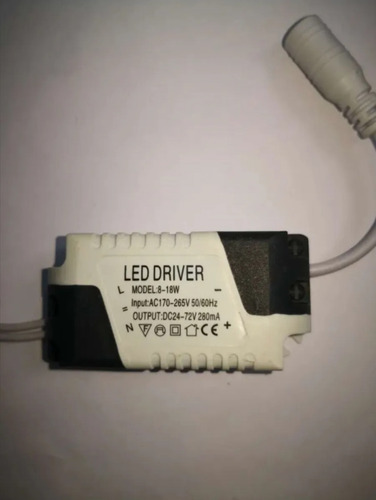 LED DRIVER
L MODEL:8-18W −
= Input:AC170-265V 50/60Hz
OUTPUT:DC24-72V 280mA
N F CE +